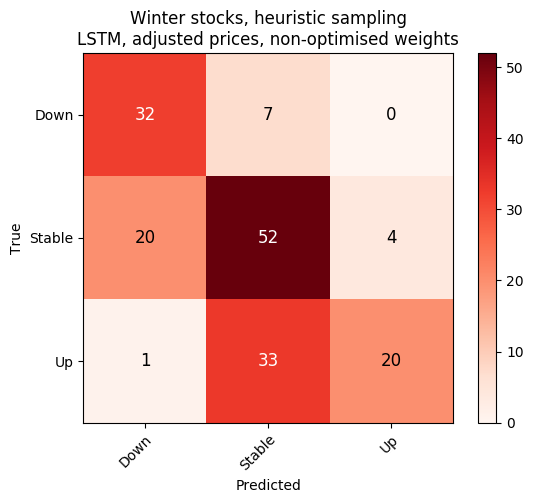 Winter stocks, heuristic sampling
LSTM, adjusted prices, non-optimised weights
True
Down
32
7
0
Stable
20
52
4
Up
1
33
20
Down
Stable
Up
Predicted
50
40
30
20
10
0